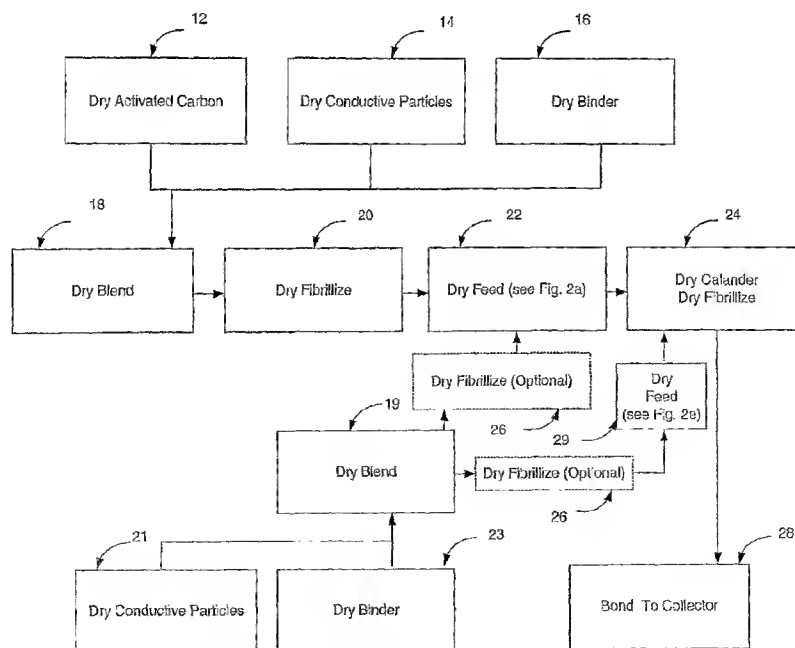 12
14
16
Dry Activated Carbon
Dry Conductive Particles
Dry Binder
18
20
22
24
Dry Blend
Dry Fibrillize
Dry Feed (see Fig. 2a)
Dry Calander
Dry Fibrillize
Dry Fibrillize (Optional)
26
Dry
Feed
(see Fig. 2e)
29
19
Dry Blend
Dry Fibrillize (Optional)
26
21
23
28
Dry Conductive Particles
Dry Binder
Bond To Collector